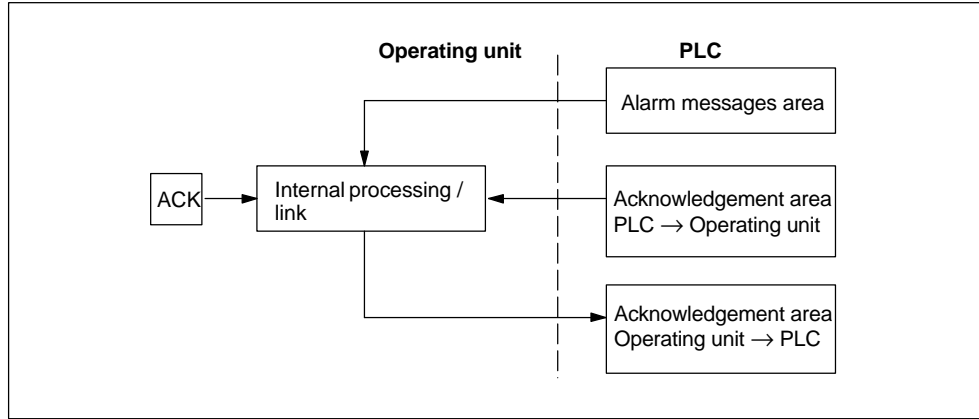 Operating unit
PLC
Alarm messages area
ACK
Internal processing /
link
Acknowledgement area
PLC → Operating unit
Acknowledgement area
Operating unit → PLC